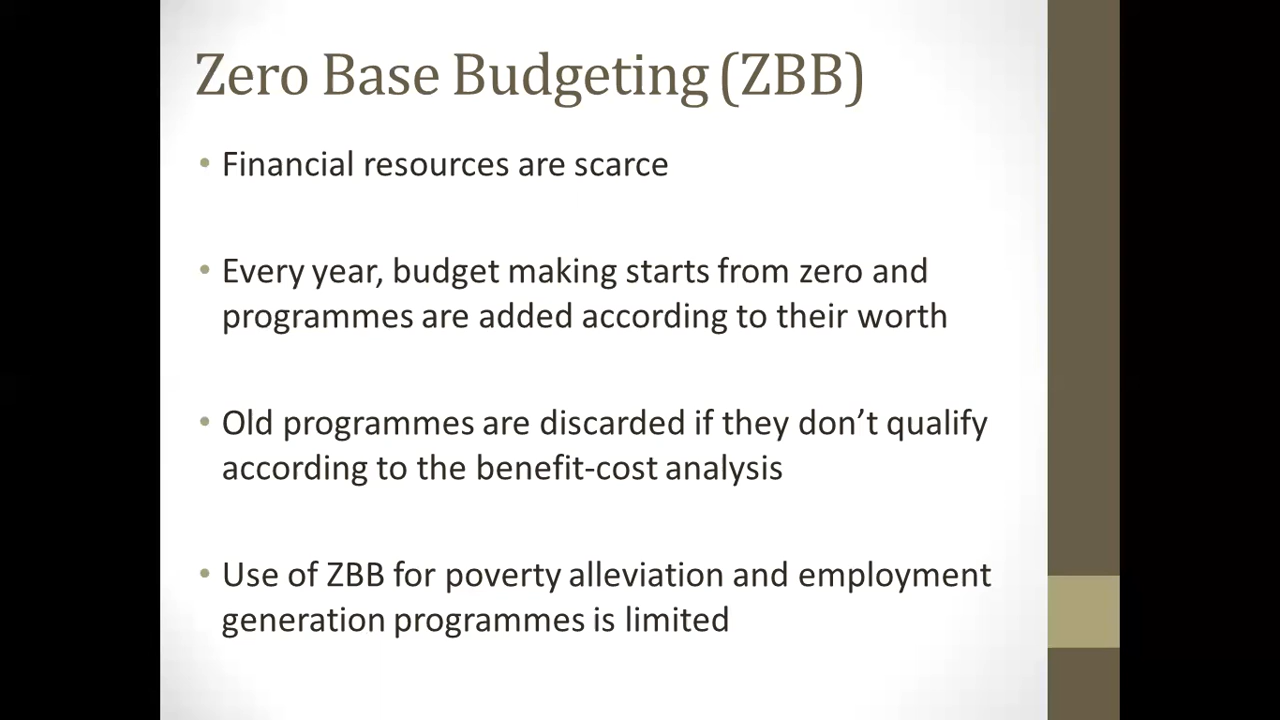 Zero Base Budgeting (ZBB)
• Financial resources are scarce
• Every year, budget making starts from zero and
programmes are added according to their worth
• Old programmes are discarded if they don’t qualify
according to the benefit-cost analysis
• Use of ZBB for poverty alleviation and employment
generation programmes is limited